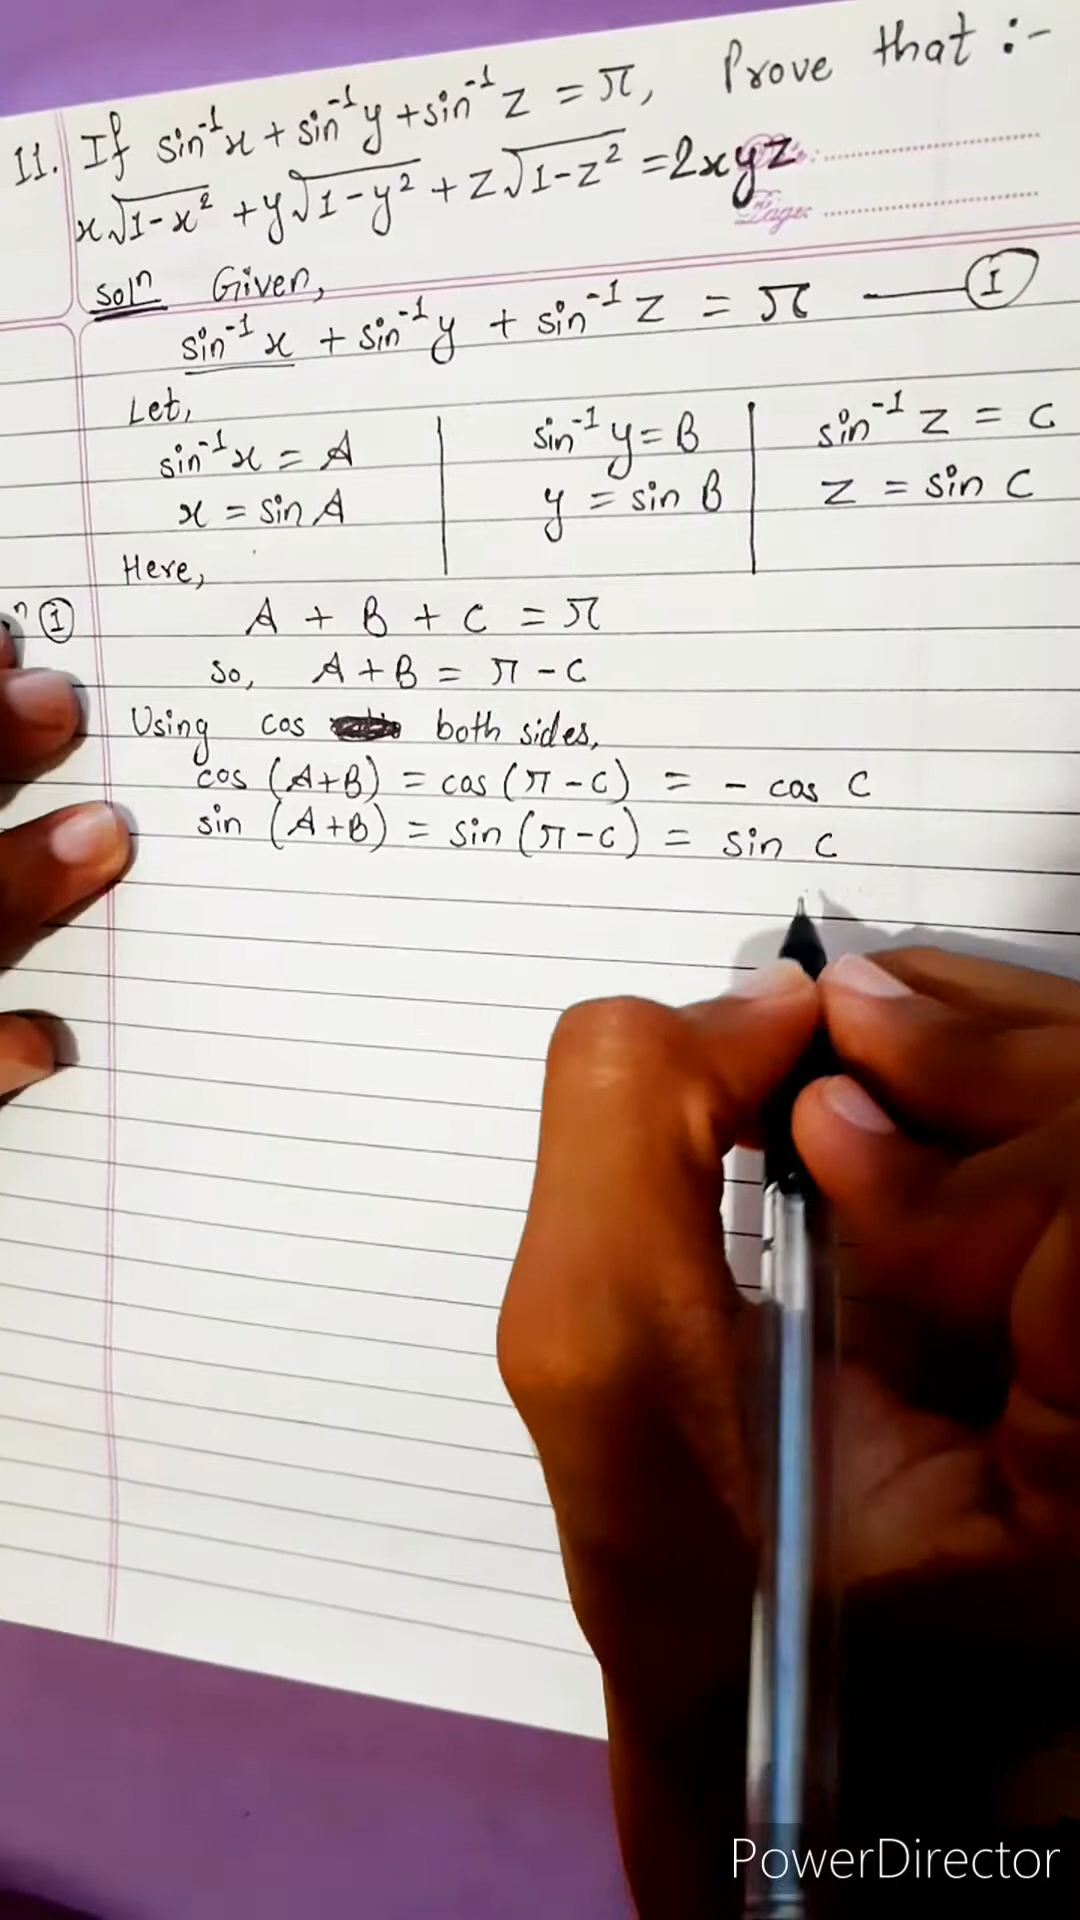 11. If sin⁻¹x + sin⁻¹y + sin⁻¹z = π, Prove that :-
x√1-x² + y√1-y² + z√1-z² = 2xyz
Page:
Solⁿ Given,
sin⁻¹x + sin⁻¹y + sin⁻¹z = π — I
Let,
sin⁻¹x = A | sin⁻¹y = B | sin⁻¹z = C
x = sin A | y = sin B | z = sin C
Here,
n 1 A + B + C = π
So, A + B = π - C
Using cos both sides,
cos (A+B) = cos (π - C) = - cos C
sin (A+B) = sin (π - C) = sin C
PowerDirector